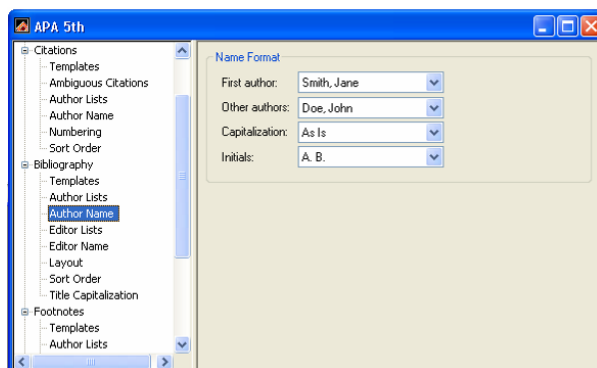 APA 5th
Citations
Templates
Ambiguous Citations
Author Lists
Author Name
Numbering
Sort Order
Bibliography
Templates
Author Lists
Author Name
Editor Lists
Editor Name
Layout
Sort Order
Title Capitalization
Footnotes
Templates
Author Lists
Name Format
First author: Smith, Jane
Other authors: Doe, John
Capitalization: As Is
Initials: A. B.